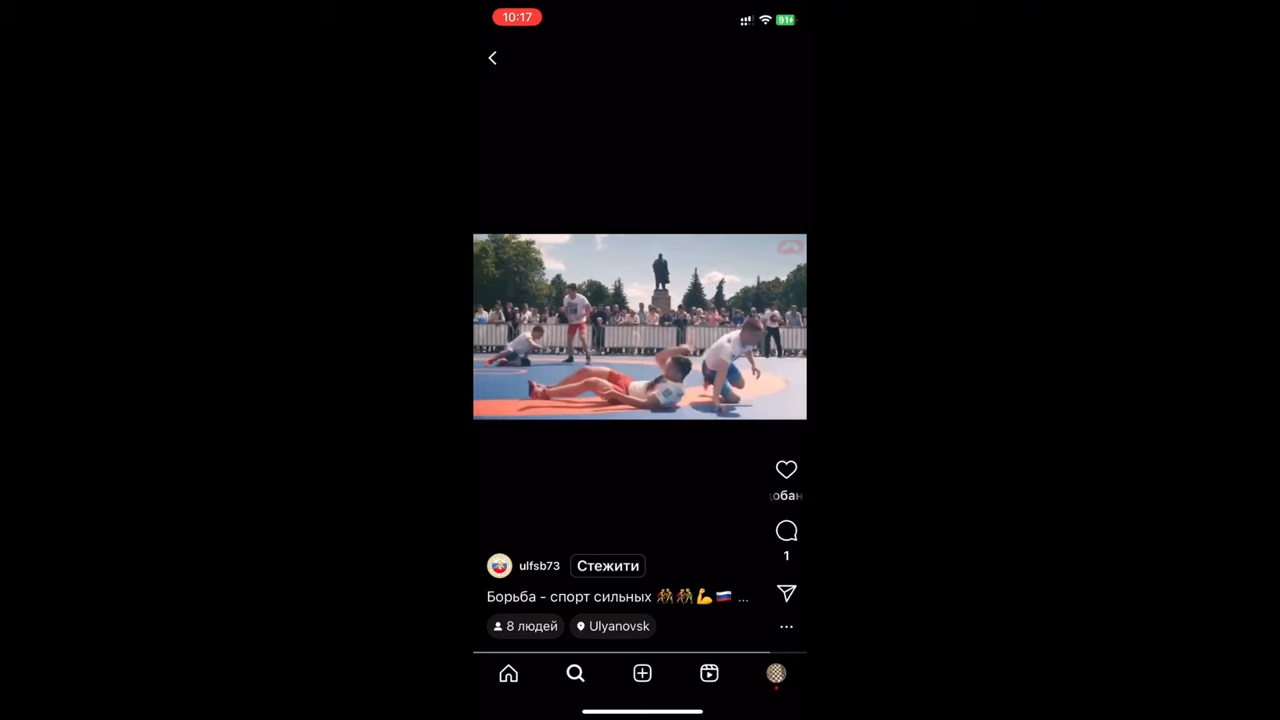 10:17
91
ulfsb73
Стежити
Борьба - спорт сильных 🤼🤼💪🇷🇺 ...
8 людей
Ulyanovsk
обан
1